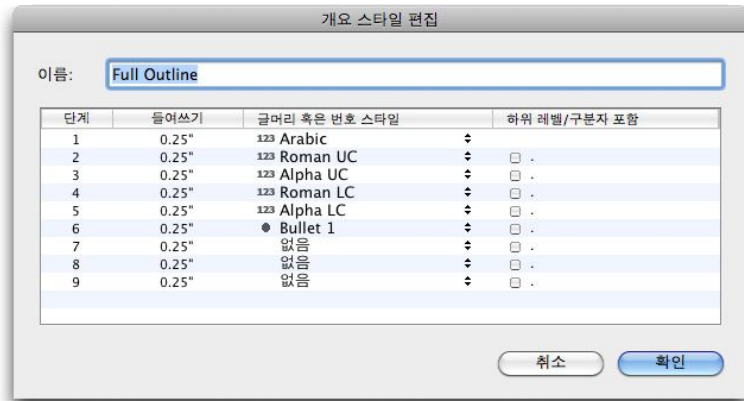 개요 스타일 편집
이름: Full Outline
단계 들여쓰기 글머리 혹은 번호 스타일 하위 레벨/구분자 포함
1 0.25" 123 Arabic
2 0.25" 123 Roman UC .
3 0.25" 123 Alpha UC .
4 0.25" 123 Roman LC .
5 0.25" 123 Alpha LC .
6 0.25" ● Bullet 1 .
7 0.25" 없음 .
8 0.25" 없음 .
9 0.25" 없음 .
취소 확인